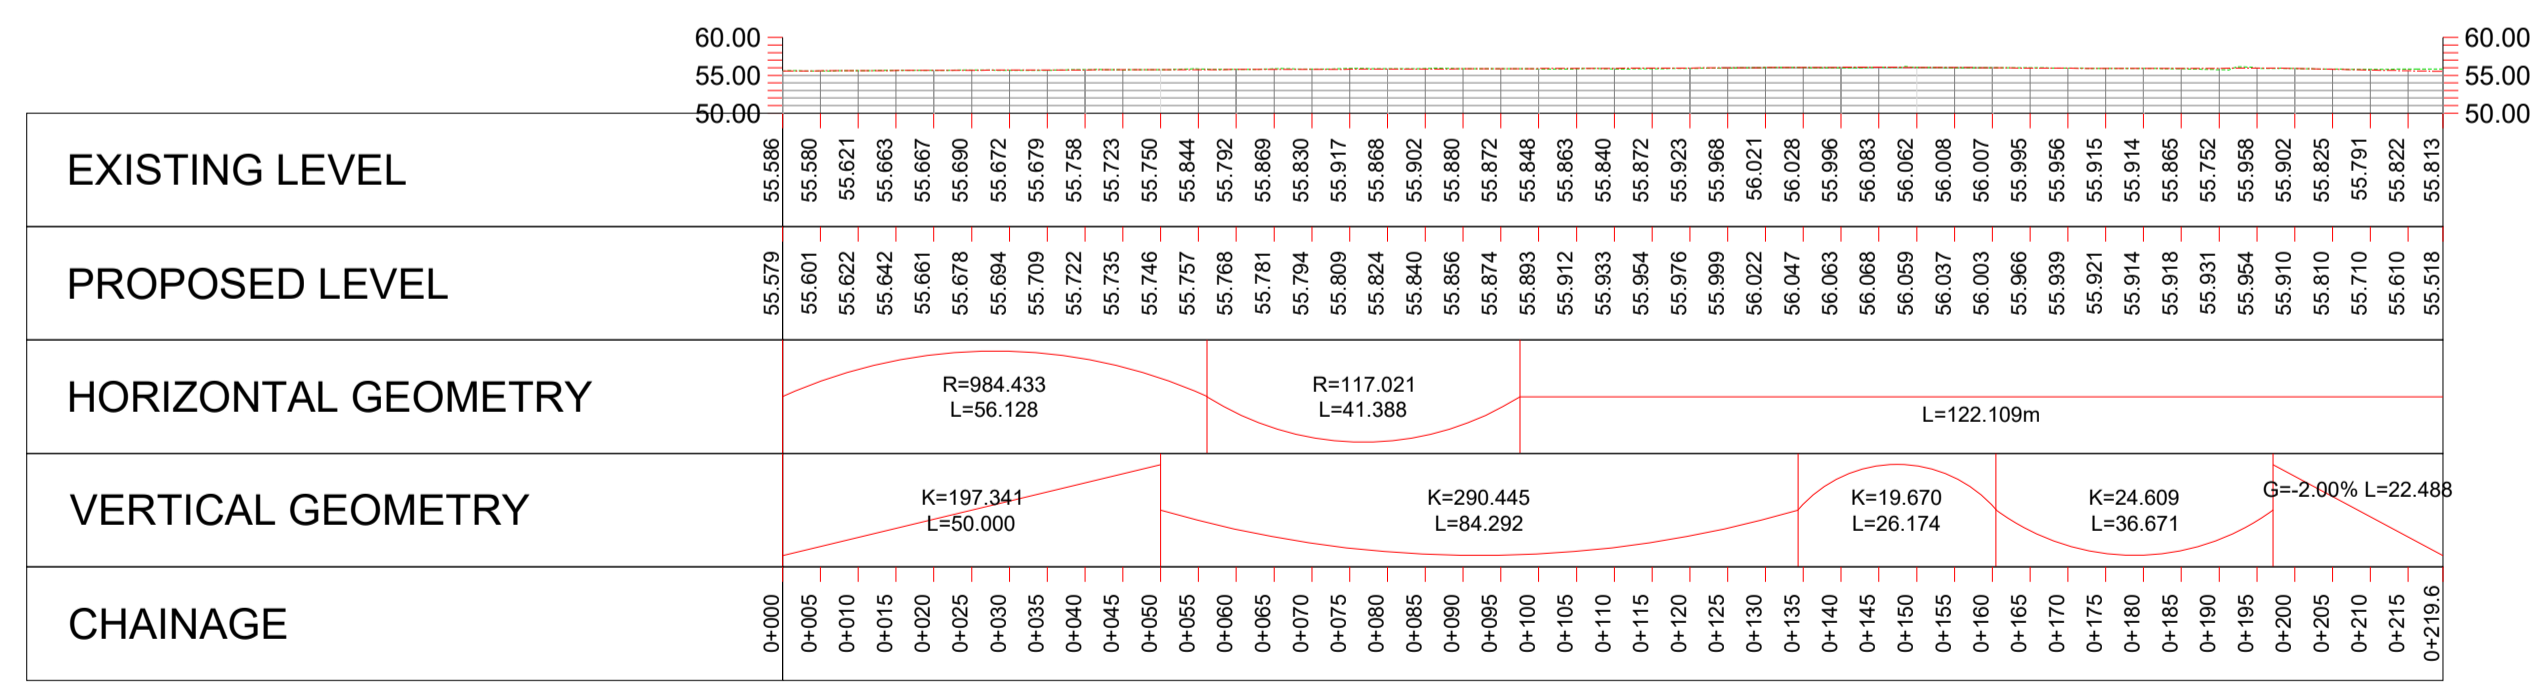 60.00
55.00
50.00
60.00
55.00
50.00
EXISTING LEVEL
55.586 55.580 55.621 55.663 55.667 55.690 55.672 55.679 55.758 55.723 55.750 55.844 55.792 55.869 55.830 55.917 55.868 55.902 55.880 55.872 55.848 55.863 55.840 55.872 55.923 55.968 56.021 56.028 55.996 56.083 56.062 56.008 56.007 55.995 55.956 55.915 55.914 55.865 55.752 55.958 55.902 55.825 55.791 55.822 55.813
PROPOSED LEVEL
55.579 55.601 55.622 55.642 55.661 55.678 55.694 55.709 55.722 55.735 55.746 55.757 55.768 55.781 55.794 55.809 55.824 55.840 55.856 55.874 55.893 55.912 55.933 55.954 55.976 55.999 56.022 56.047 56.063 56.068 56.059 56.037 56.003 55.966 55.939 55.921 55.914 55.918 55.931 55.954 55.910 55.810 55.710 55.610 55.518
HORIZONTAL GEOMETRY
R=984.433
L=56.128
R=117.021
L=41.388
L=122.109m
VERTICAL GEOMETRY
K=197.341
L=50.000
K=290.445
L=84.292
K=19.670
L=26.174
K=24.609
L=36.671
G=-2.00% L=22.488
CHAINAGE
0+000 0+005 0+010 0+015 0+020 0+025 0+030 0+035 0+040 0+045 0+050 0+055 0+060 0+065 0+070 0+075 0+080 0+085 0+090 0+095 0+100 0+105 0+110 0+115 0+120 0+125 0+130 0+135 0+140 0+145 0+150 0+155 0+160 0+165 0+170 0+175 0+180 0+185 0+190 0+195 0+200 0+205 0+210 0+215 0+219.6